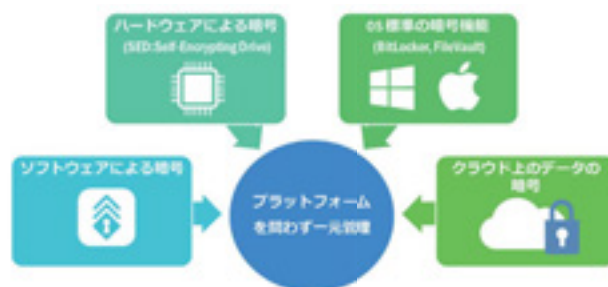 ハードウェアによる暗号
(SED:Self-Encrypting Drive)
OS 標準の暗号機能
(BitLocker, FileVault)
ソフトウェアによる暗号
プラットフォーム
を問わず一元管理
クラウド上のデータの
暗号